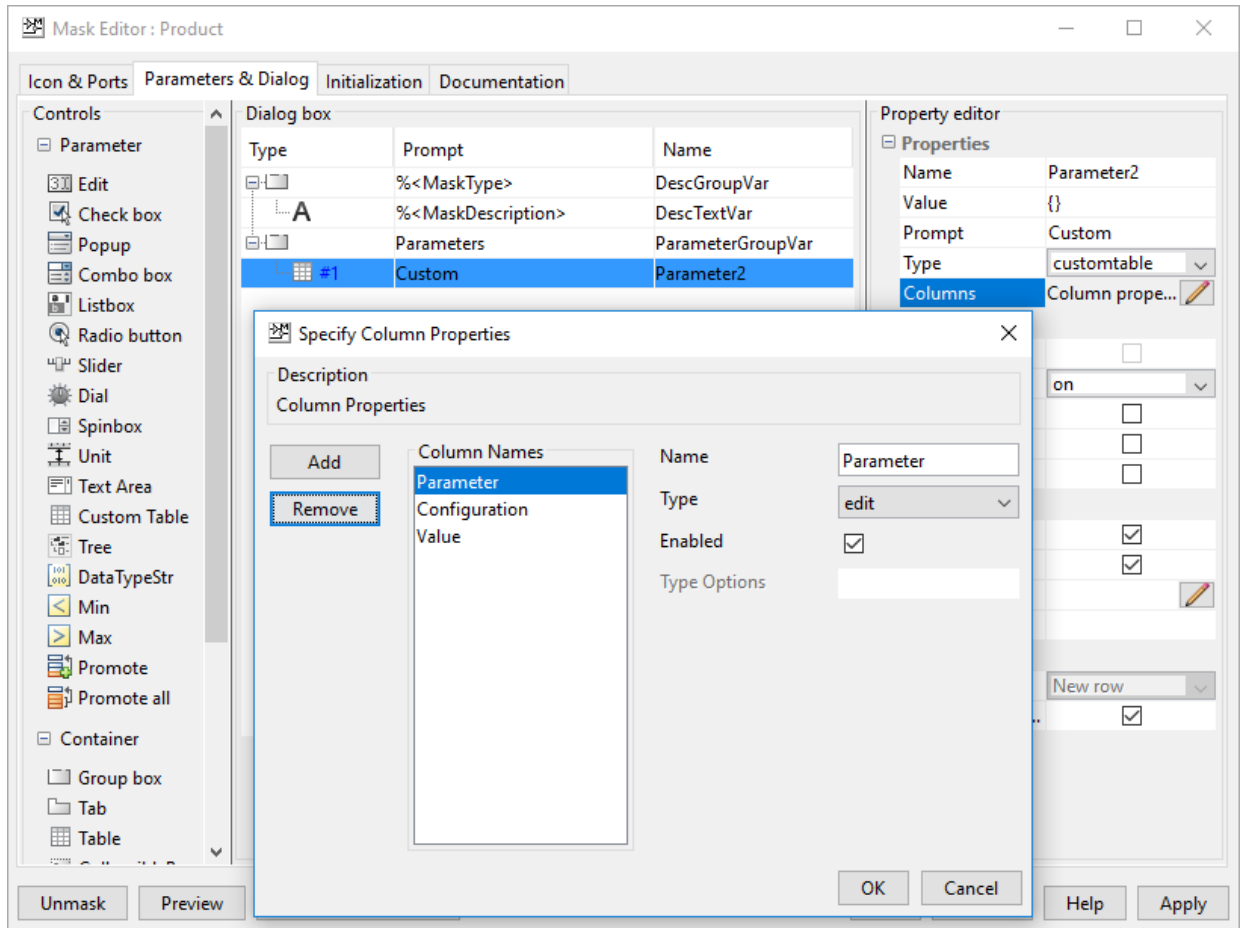 Mask Editor : Product
Icon & Ports Parameters & Dialog Initialization Documentation
Controls
Parameter
Edit
Check box
Popup
Combo box
Listbox
Radio button
Slider
Dial
Spinbox
Unit
Text Area
Custom Table
Tree
DataTypeStr
Min
Max
Promote
Promote all
Container
Group box
Tab
Table
Dialog box
Type Prompt Name
%<MaskType> DescGroupVar
A %<MaskDescription> DescTextVar
Parameters ParameterGroupVar
#1 Custom Parameter2
Property editor
Properties
Name Parameter2
Value {}
Prompt Custom
Type customtable
Columns Column prope...
on
New row
Specify Column Properties
Description
Column Properties
Add
Remove
Column Names
Parameter
Configuration
Value
Name Parameter
Type edit
Enabled
Type Options
OK Cancel
Unmask Preview Help Apply